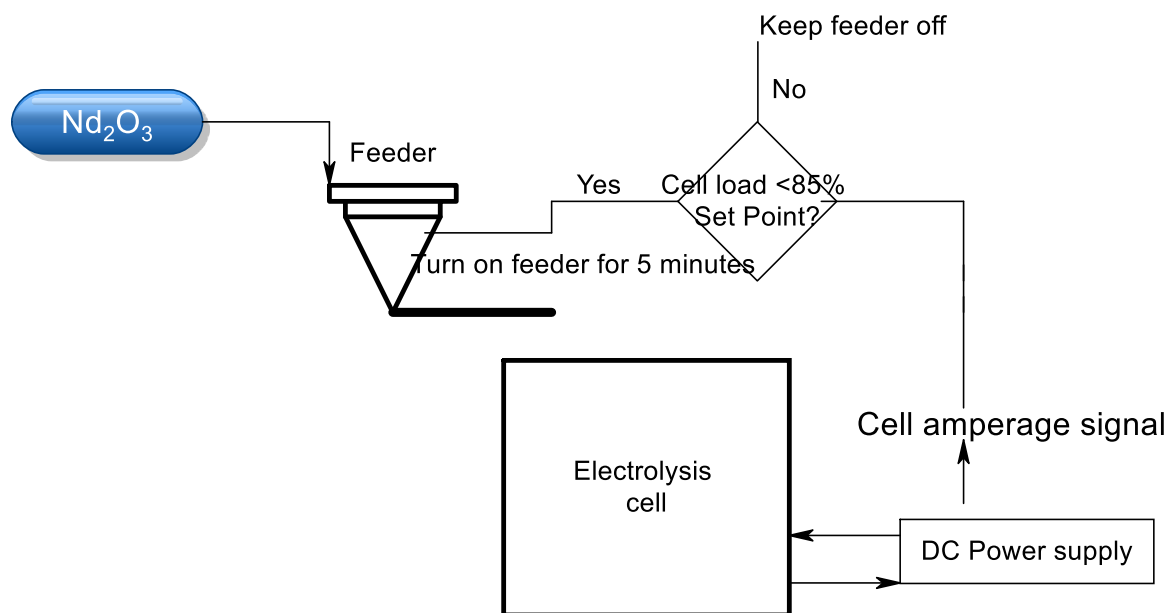 Keep feeder off
No
Nd₂O₃
Feeder
Yes
Cell load <85%
Set Point?
Turn on feeder for 5 minutes
Cell amperage signal
Electrolysis
cell
DC Power supply